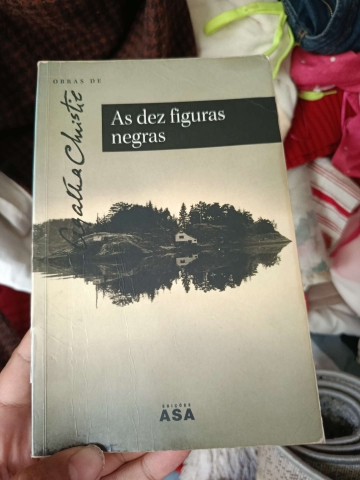 OBRAS DE
Agatha Christie
As dez figuras
negras
EDIÇÕES
ASA